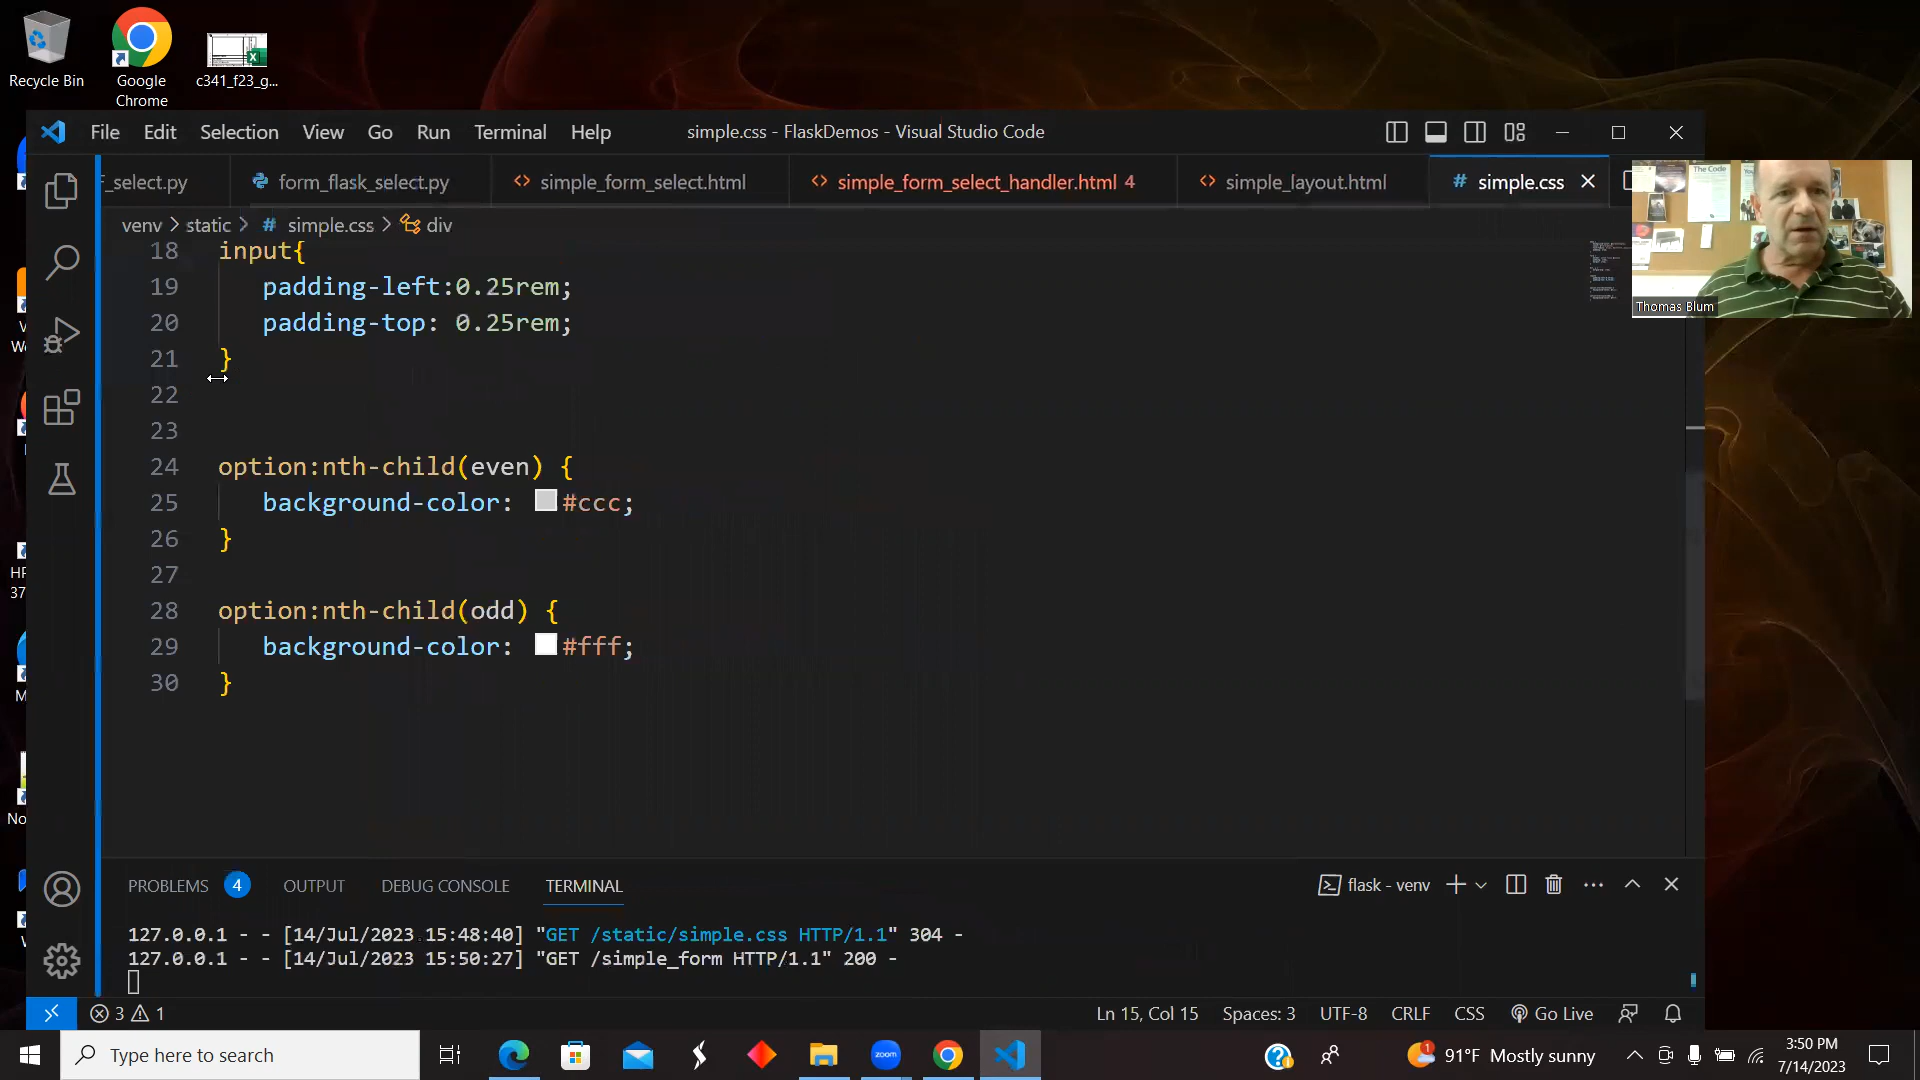 Recycle Bin
Google Chrome
c341_f23_g...
File Edit Selection View Go Run Terminal Help
simple.css - FlaskDemos - Visual Studio Code
F_select.py
form_flask_select.py
simple_form_select.html
simple_form_select_handler.html 4
simple_layout.html
# simple.css
venv > static > # simple.css > div
18 input{
19 padding-left:0.25rem;
20 padding-top: 0.25rem;
21 }
22
23
24 option:nth-child(even) {
25 background-color: #ccc;
26 }
27
28 option:nth-child(odd) {
29 background-color: #fff;
30 }
The Code
Thomas Blum
PROBLEMS 4 OUTPUT DEBUG CONSOLE TERMINAL
flask - venv
127.0.0.1 - - [14/Jul/2023 15:48:40] "GET /static/simple.css HTTP/1.1" 304 -
127.0.0.1 - - [14/Jul/2023 15:50:27] "GET /simple_form HTTP/1.1" 200 -
3 1
Ln 15, Col 15 Spaces: 3 UTF-8 CRLF CSS Go Live
Type here to search
zoom
1
91°F Mostly sunny
3:50 PM
7/14/2023